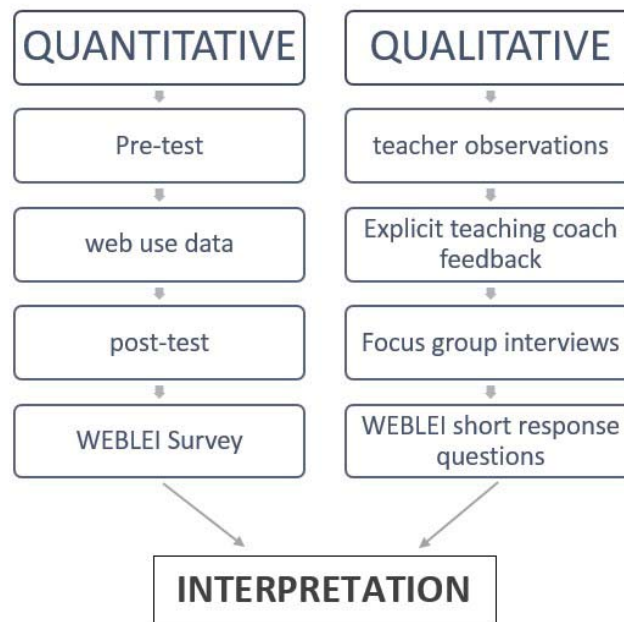 QUANTITATIVE
Pre-test
web use data
post-test
WEBLEI Survey
QUALITATIVE
teacher observations
Explicit teaching coach
feedback
Focus group interviews
WEBLEI short response
questions
INTERPRETATION